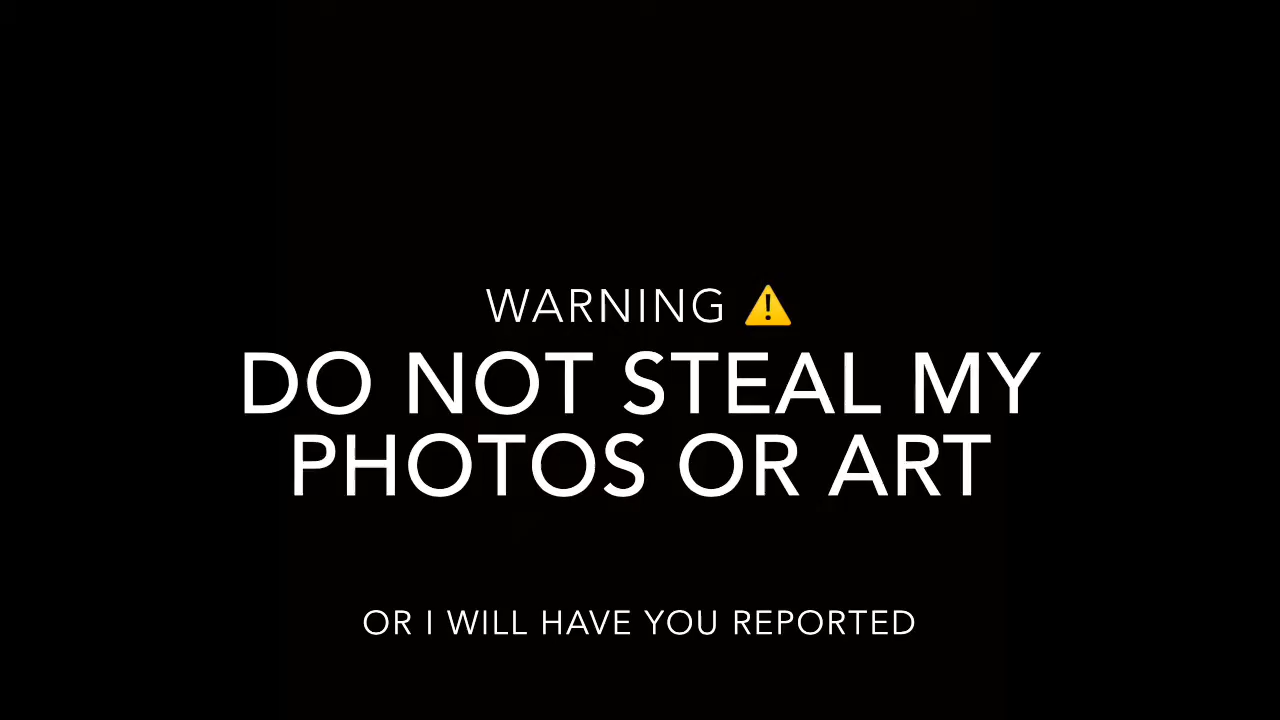 WARNING ⚠️
DO NOT STEAL MY
PHOTOS OR ART
OR I WILL HAVE YOU REPORTED